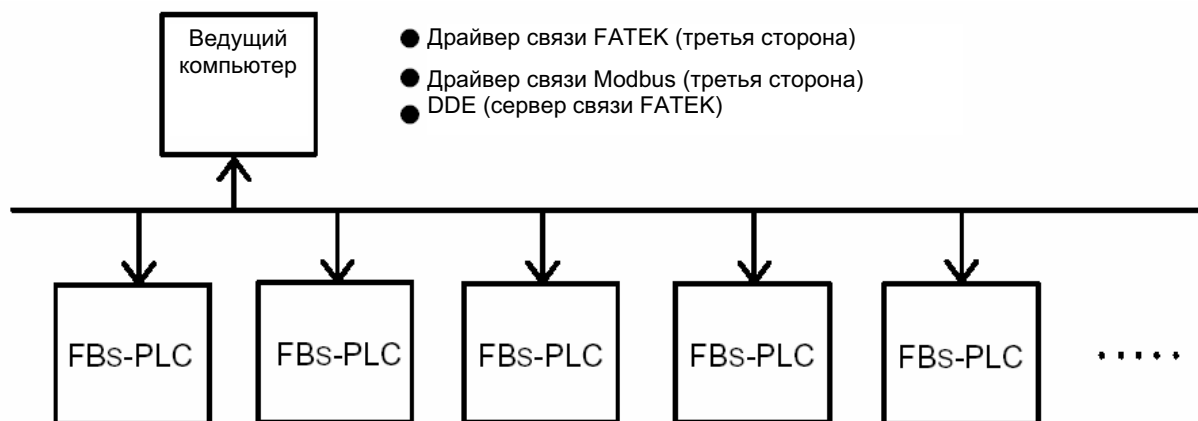 Ведущий
компьютер
● Драйвер связи FATEK (третья сторона)
● Драйвер связи Modbus (третья сторона)
● DDE (сервер связи FATEK)
FBs-PLC FBs-PLC FBs-PLC FBs-PLC FBs-PLC .....